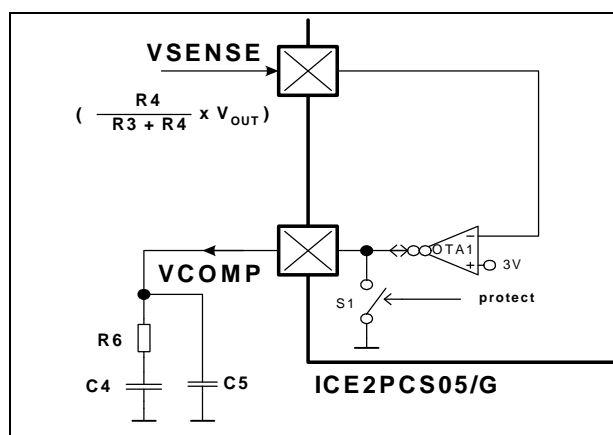 VSENSE
( R4
R3 + R4 x VOUT)
OTA1
3V
VCOMP
S1
protect
R6
C4
C5
ICE2PCS05/G